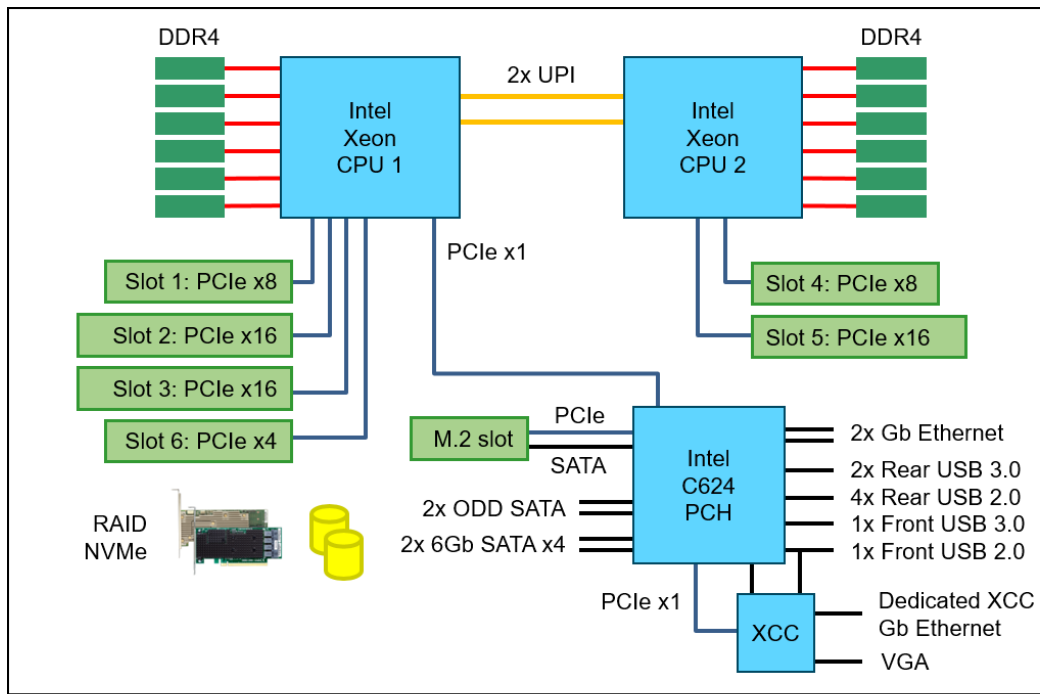 DDR4
DDR4
2x UPI
Intel
Xeon
CPU 1
Intel
Xeon
CPU 2
PCIe x1
Slot 1: PCIe x8
Slot 2: PCIe x16
Slot 3: PCIe x16
Slot 6: PCIe x4
Slot 4: PCIe x8
Slot 5: PCIe x16
PCIe
M.2 slot
SATA
Intel
C624
PCH
2x ODD SATA
2x 6Gb SATA x4
2x Gb Ethernet
2x Rear USB 3.0
4x Rear USB 2.0
1x Front USB 3.0
1x Front USB 2.0
RAID
NVMe
PCIe x1
XCC
Dedicated XCC
Gb Ethernet
VGA